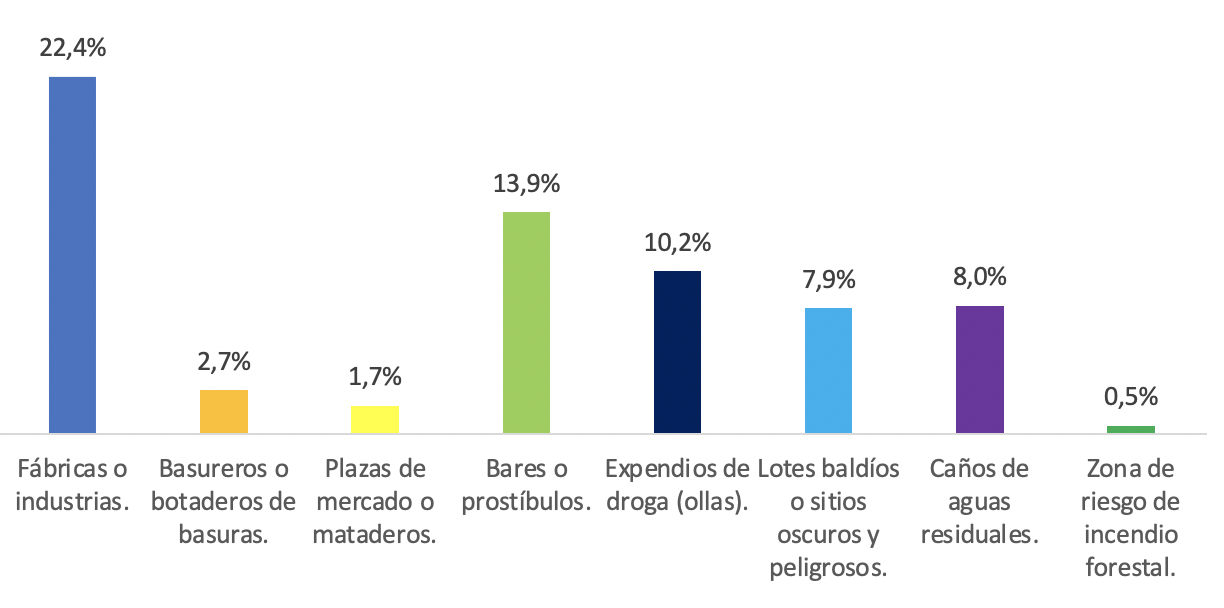 22,4%
2,7%
1,7%
13,9%
10,2%
7,9%
8,0%
0,5%
Fábricas o
industrias.
Basureros o
botaderos de
basuras.
Plazas de
mercado o
mataderos.
Bares o
prostíbulos.
Expendios de
droga (ollas).
Lotes baldíos
o sitios
oscuros y
peligrosos.
Caños de
aguas
residuales.
Zona de
riesgo de
incendio
forestal.